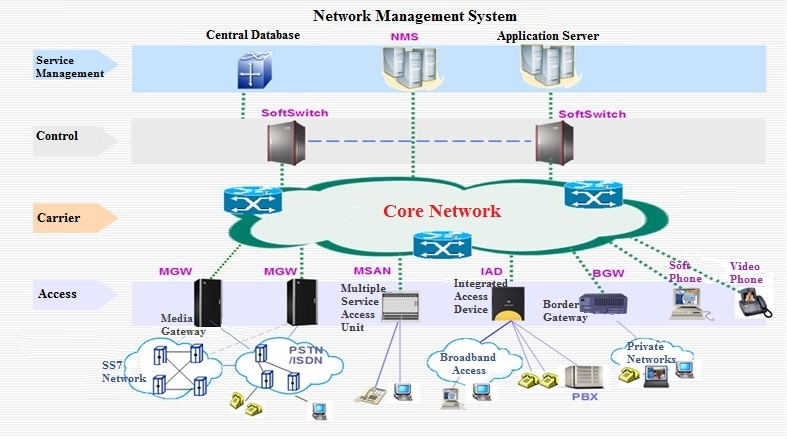 Network Management System
Central Database
NMS
Application Server
Service
Management
SoftSwitch
SoftSwitch
Control
Core Network
Carrier
MGW
MGW
MSAN
IAD
BGW
Soft
Phone
Video
Phone
Access
Media
Gateway
Multiple
Service
Access
Unit
Integrated
Access
Device
Border
Gateway
SS7
Network
PSTN
/ISDN
Broadband
Access
PBX
Private
Networks